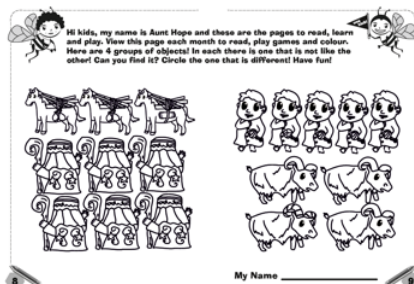 Hi kids, my name is Aunt Hope and these are the pages to read, learn
and play. View this page each month to read, play games and colour.
Here are 4 groups of objects! In each there is one that is not like the
other! Can you find it? Circle the one that is different! Have fun!
My Name
8
9